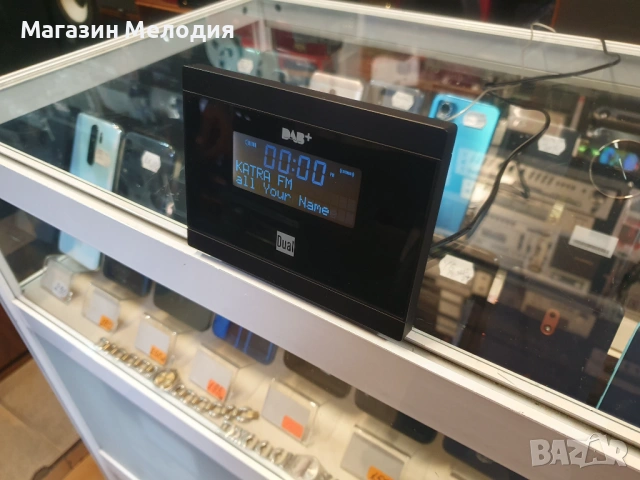 Магазин Мелодия
DAB+
00:00
KATRA FM
all Your Name
Dual
BAZAR